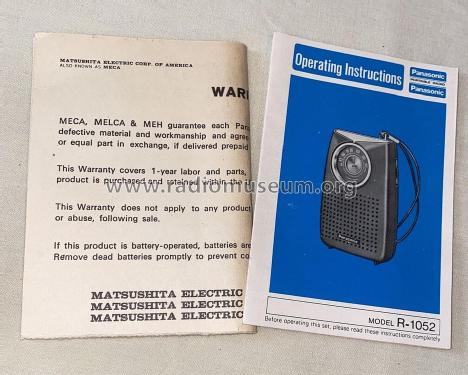 MATSUSHITA ELECTRIC CORP. OF AMERICA
ALSO KNOWN AS MECA
WAR
MECA, MELCA & MEH guarantee each Pan
defective material and workmanship and agree
or equal part in exchange, if delivered prepaid
This Warranty covers 1-year labor and parts,
product is purchased and retained within the
This Warranty does not apply to any product
or abuse, following sale.
If this product is battery-operated, batteries are
Remove dead batteries promptly to prevent co
MATSUSHITA ELECTRIC
MATSUSHITA ELECTRIC
MATSUSHITA ELECTRIC
Operating Instructions
Panasonic
Panasonic
MODEL R-1052
Before operating this set, please read these instructions completely
www.radiomuseum.org